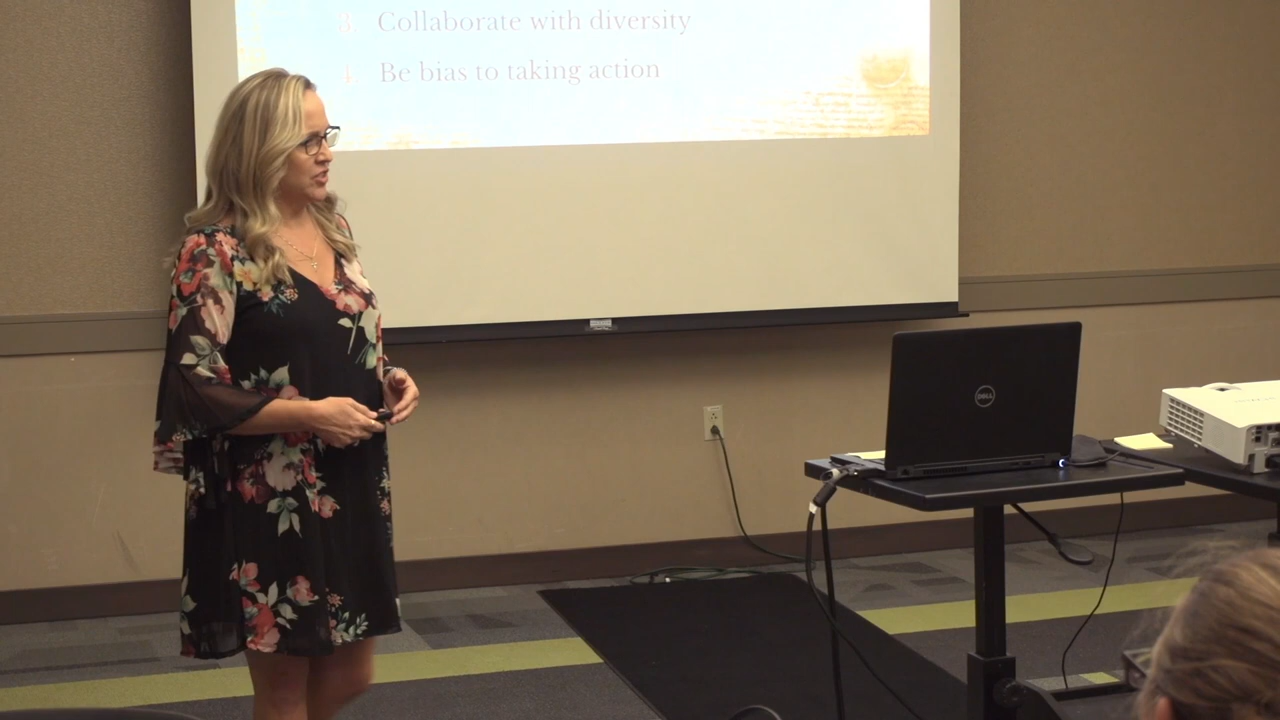 3. Collaborate with diversity
4. Be bias to taking action
DELL